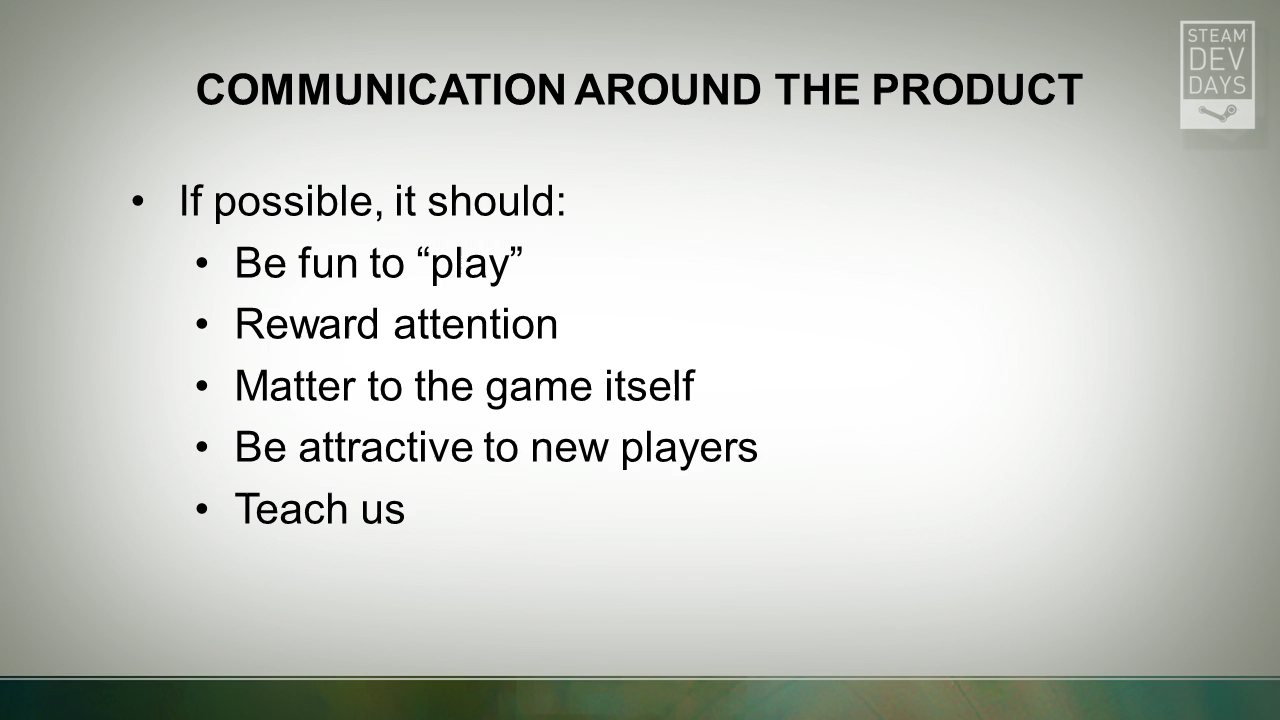 COMMUNICATION AROUND THE PRODUCT
STEAM
DEV
DAYS
• If possible, it should:
• Be fun to “play”
• Reward attention
• Matter to the game itself
• Be attractive to new players
• Teach us